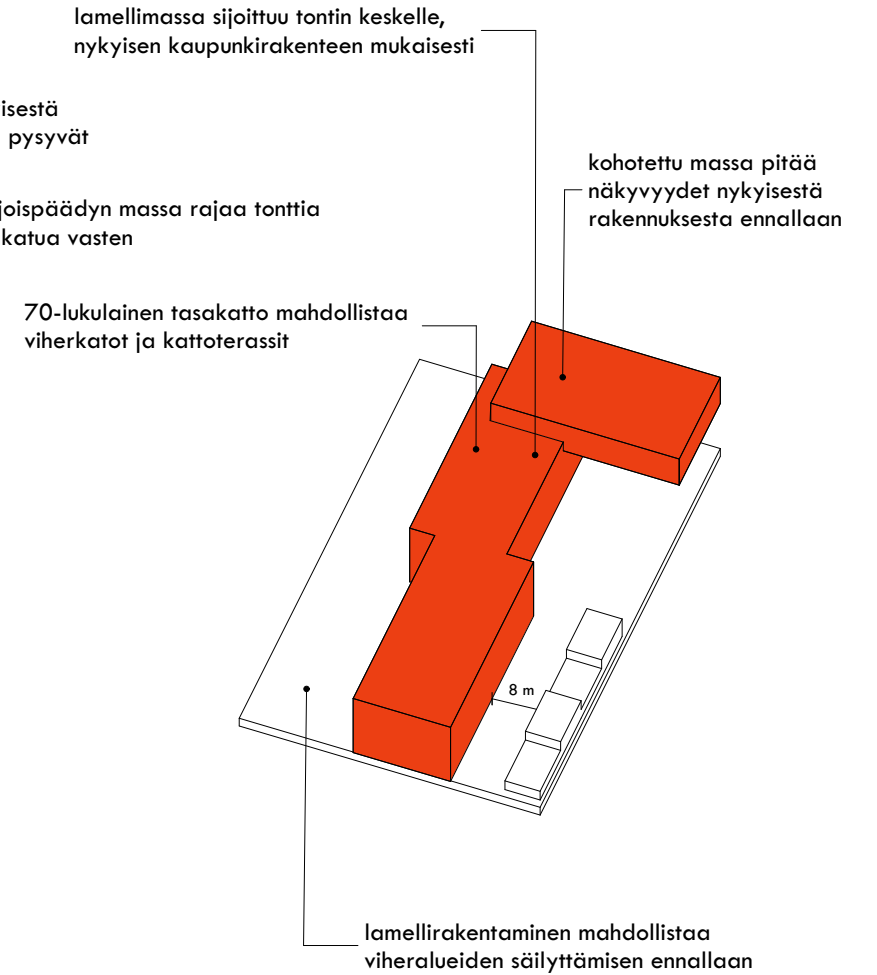 lamellimassa sijoittuu tontin keskelle,
nykyisen kaupunkirakenteen mukaisesti
isestä
pysyvät
kohotettu massa pitää
näkyvyydet nykyisestä
rakennuksesta ennallaan
joispäädyn massa rajaa tonttia
katua vasten
70-lukulainen tasakatto mahdollistaa
viherkatot ja kattoterassit
8 m
lamellirakentaminen mahdollistaa
viheralueiden säilyttämisen ennallaan